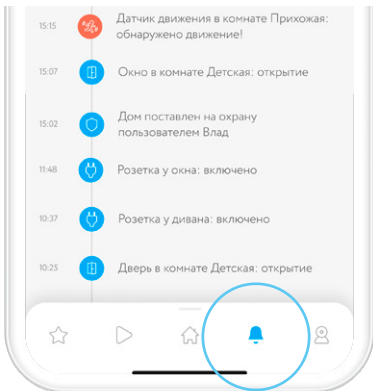 15:15 Датчик движения в комнате Прихожая:
обнаружено движение!
15:07 Окно в комнате Детская: открытие
15:02 Дом поставлен на охрану
пользователем Влад
11:48 Розетка у окна: включено
10:37 Розетка у дивана: включено
10:25 Дверь в комнате Детская: открытие